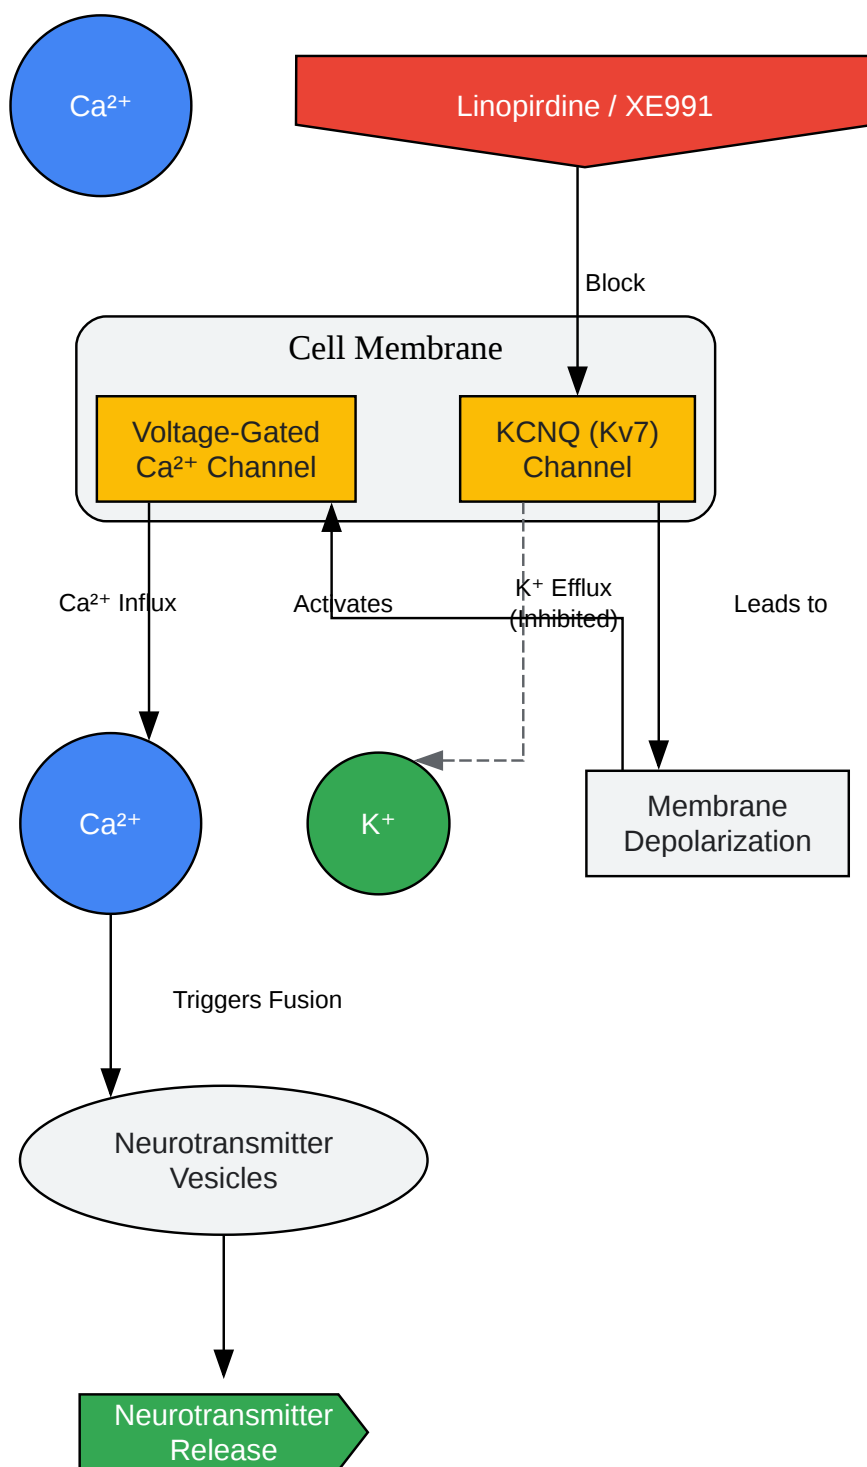 Ca²⁺
Linopirdine / XE991
Block
Cell Membrane
Voltage-Gated
Ca²⁺ Channel
KCNQ (Kv7)
Channel
Ca²⁺ Influx
Activates
K⁺ Efflux
(Inhibited)
Leads to
Ca²⁺
K⁺
Membrane
Depolarization
Triggers Fusion
Neurotransmitter
Vesicles
Neurotransmitter
Release